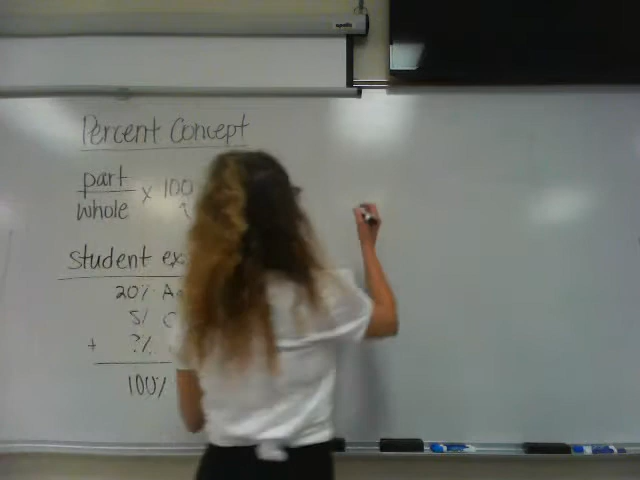 Percent Concept
part
whole
x 100
student ex
20% A
5% C
+ ?%
100%